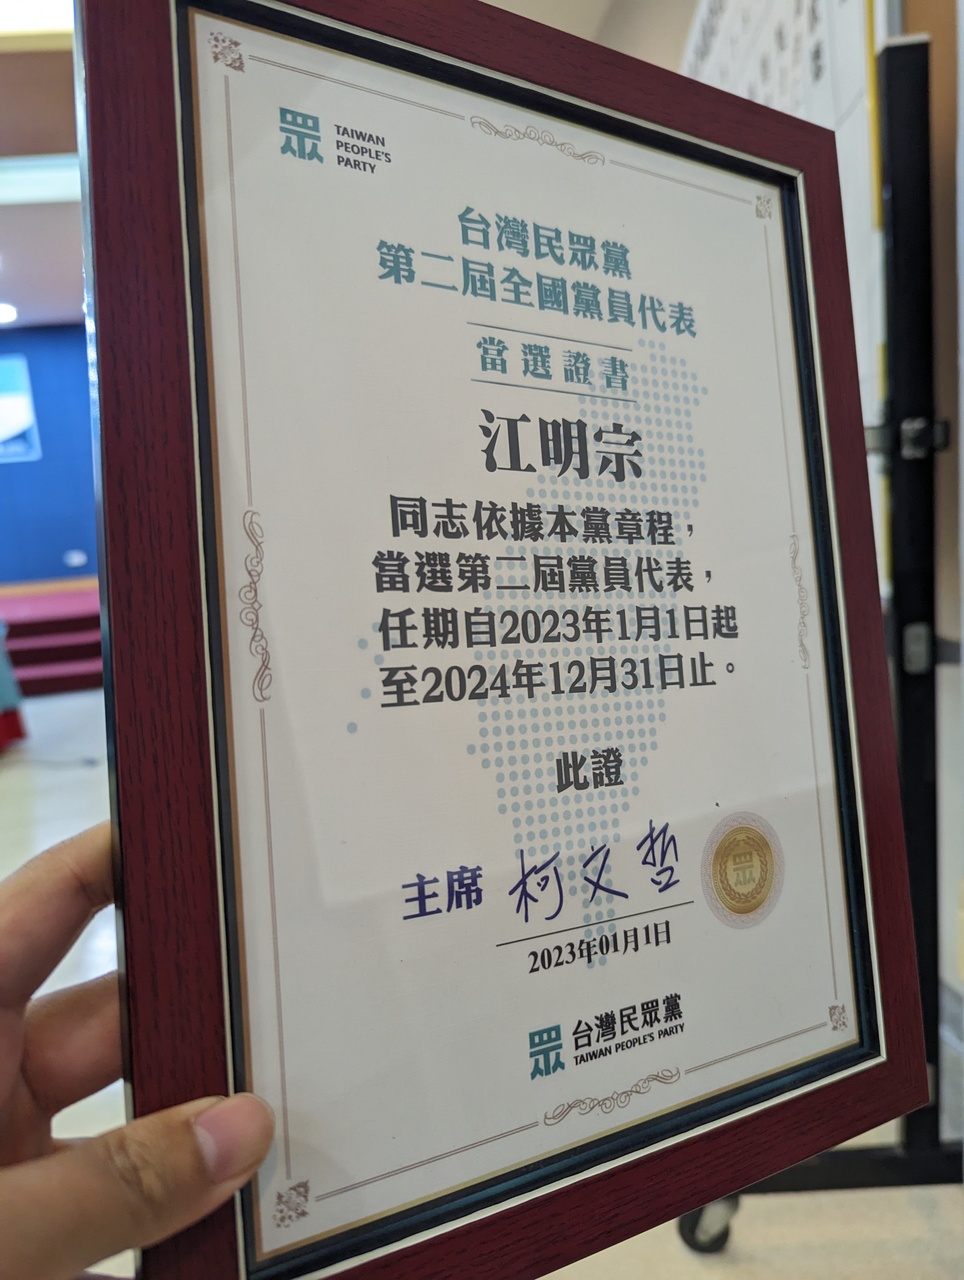 眾
TAIWAN
PEOPLE'S
PARTY
台灣民眾黨
第二屆全國黨員代表
當選證書
江明宗
同志依據本黨章程，
當選第二屆黨員代表，
任期自2023年1月1日起
至2024年12月31日止。
此證
主席 柯文哲
眾
2023年01月1日
眾 台灣民眾黨
TAIWAN PEOPLE'S PARTY